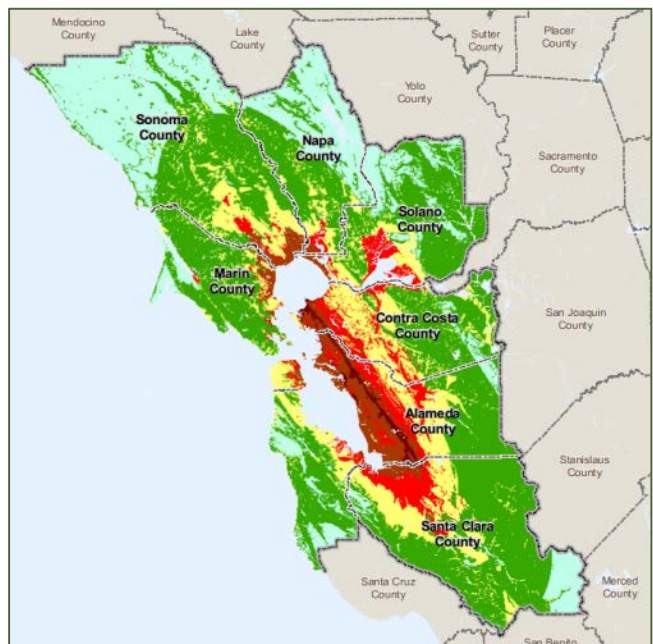 Mendocino
County
Lake
County
Sutter
County
Placer
County
Yolo
County
Sonoma
County
Napa
County
Sacramento
County
Solano
County
Marin
County
Contra Costa
County
San Joaquin
County
Alameda
County
Stanislaus
County
Santa Clara
County
Santa Cruz
County
Merced
County
San Benito